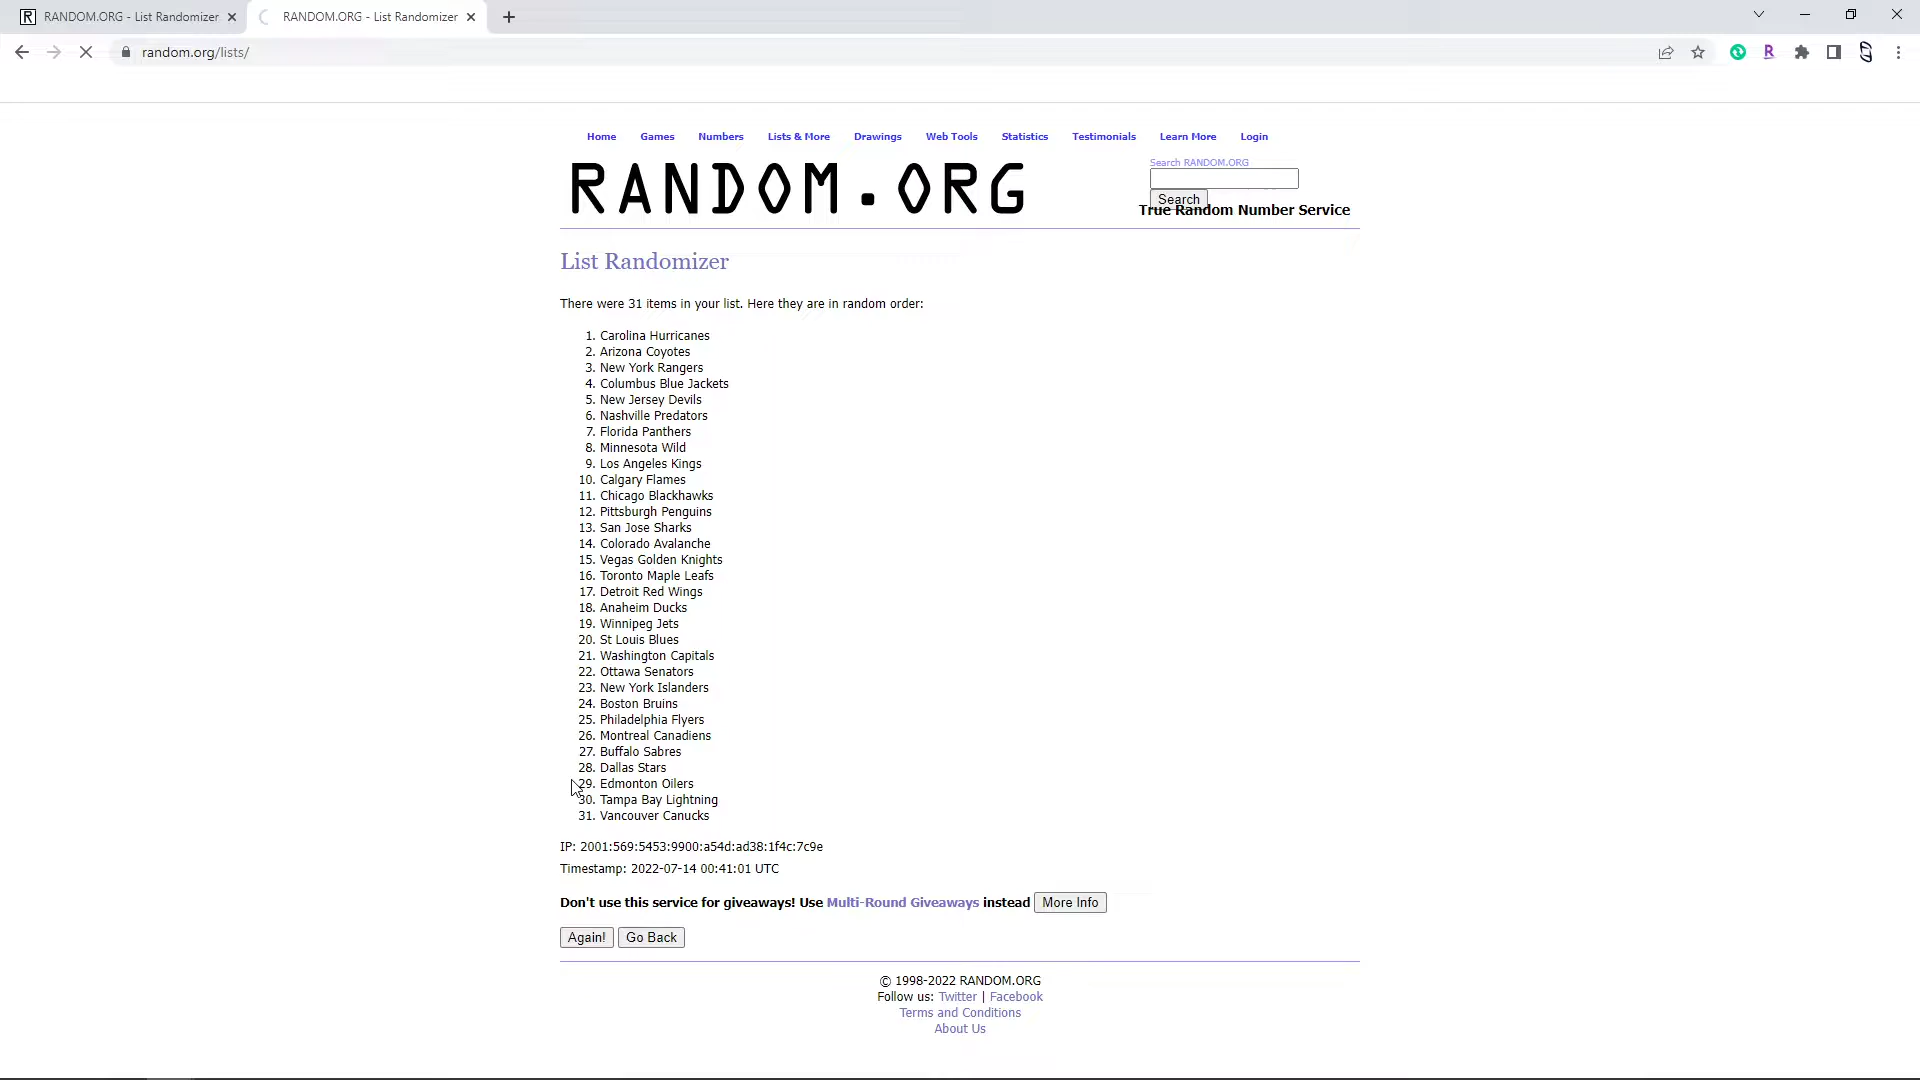 RANDOM.ORG - List Randomizer
RANDOM.ORG - List Randomizer
random.org/lists/
Home Games Numbers Lists & More Drawings Web Tools Statistics Testimonials Learn More Login
RANDOM.ORG
Search RANDOM.ORG
Search
True Random Number Service
List Randomizer
There were 31 items in your list. Here they are in random order:
1. Carolina Hurricanes
2. Arizona Coyotes
3. New York Rangers
4. Columbus Blue Jackets
5. New Jersey Devils
6. Nashville Predators
7. Florida Panthers
8. Minnesota Wild
9. Los Angeles Kings
10. Calgary Flames
11. Chicago Blackhawks
12. Pittsburgh Penguins
13. San Jose Sharks
14. Colorado Avalanche
15. Vegas Golden Knights
16. Toronto Maple Leafs
17. Detroit Red Wings
18. Anaheim Ducks
19. Winnipeg Jets
20. St Louis Blues
21. Washington Capitals
22. Ottawa Senators
23. New York Islanders
24. Boston Bruins
25. Philadelphia Flyers
26. Montreal Canadiens
27. Buffalo Sabres
28. Dallas Stars
29. Edmonton Oilers
30. Tampa Bay Lightning
31. Vancouver Canucks
IP: 2001:569:5453:9900:a54d:ad38:1f4c:7c9e
Timestamp: 2022-07-14 00:41:01 UTC
Don't use this service for giveaways! Use Multi-Round Giveaways instead More Info
Again! Go Back
© 1998-2022 RANDOM.ORG
Follow us: Twitter | Facebook
Terms and Conditions
About Us